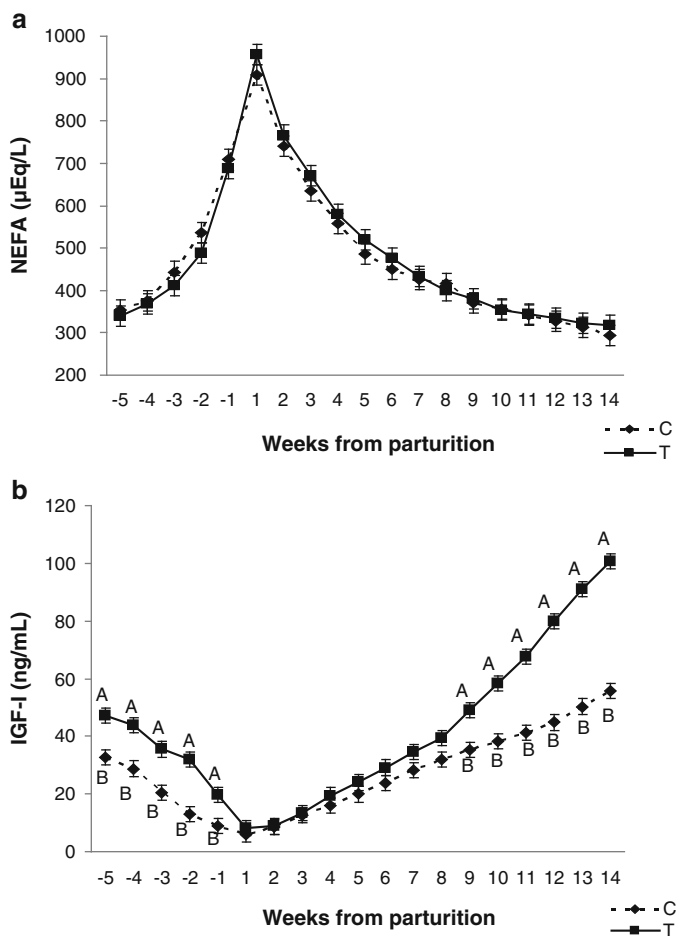 a
1000
900
800
700
600
500
400
300
200
NEFA (µEq/L)
-5 -4 -3 -2 -1 1 2 3 4 5 6 7 8 9 10 11 12 13 14
Weeks from parturition
C
T
b
120
100
80
60
40
20
0
IGF-I (ng/mL)
A A A A A A A A A A A
B B B B B B B B B B B
-5 -4 -3 -2 -1 1 2 3 4 5 6 7 8 9 10 11 12 13 14
Weeks from parturition
C
T